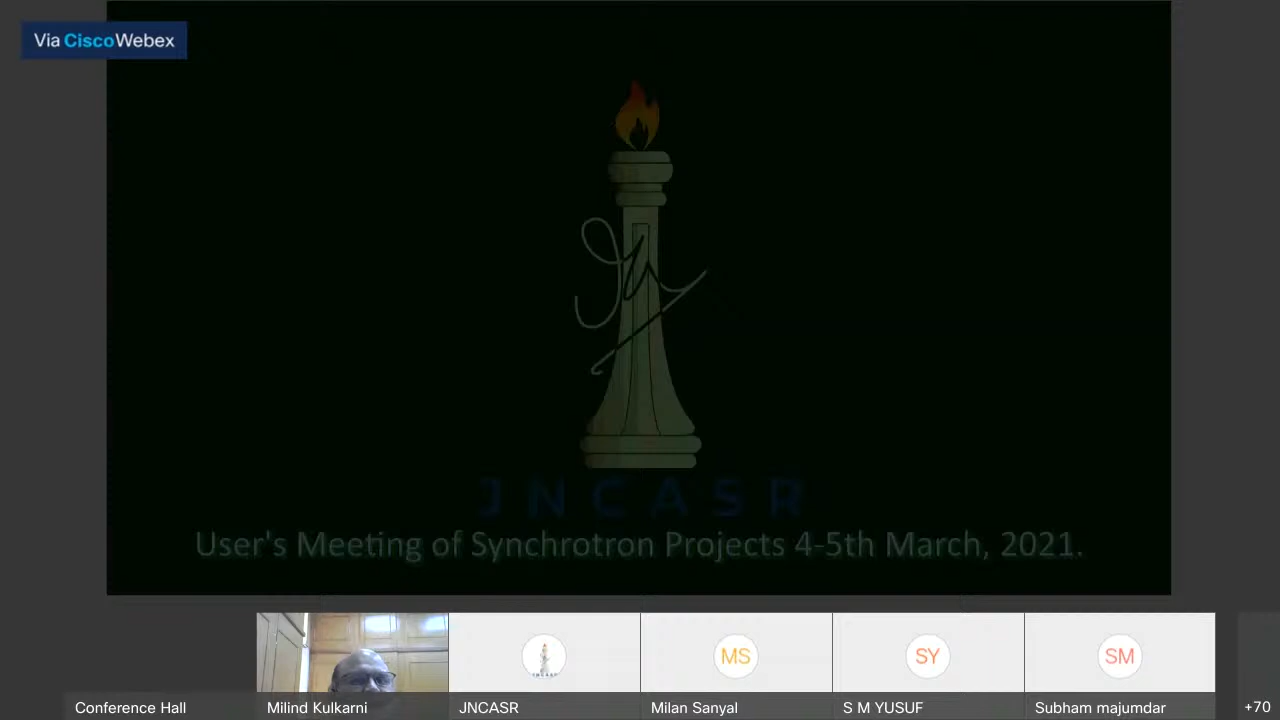 Via CiscoWebex
JNCASR
User's Meeting of Synchrotron Projects 4-5th March, 2021.
MS
SY
SM
Conference Hall
Milind Kulkarni
JNCASR
Milan Sanyal
S M YUSUF
Subham majumdar
+70